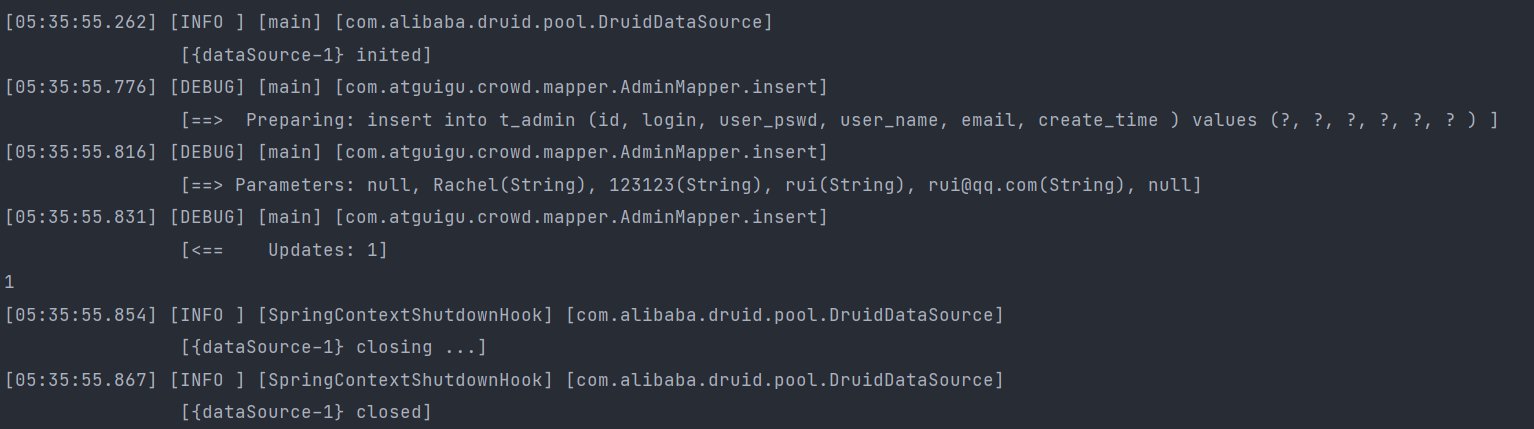 [05:35:55.262] [INFO ] [main] [com.alibaba.druid.pool.DruidDataSource]
[{dataSource-1} inited]
[05:35:55.776] [DEBUG] [main] [com.atguigu.crowd.mapper.AdminMapper.insert]
[==>  Preparing: insert into t_admin (id, login, user_pswd, user_name, email, create_time ) values (?, ?, ?, ?, ?, ? ) ]
[05:35:55.816] [DEBUG] [main] [com.atguigu.crowd.mapper.AdminMapper.insert]
[==> Parameters: null, Rachel(String), 123123(String), rui(String), rui@qq.com(String), null]
[05:35:55.831] [DEBUG] [main] [com.atguigu.crowd.mapper.AdminMapper.insert]
[<==    Updates: 1]
1
[05:35:55.854] [INFO ] [SpringContextShutdownHook] [com.alibaba.druid.pool.DruidDataSource]
[{dataSource-1} closing ...]
[05:35:55.867] [INFO ] [SpringContextShutdownHook] [com.alibaba.druid.pool.DruidDataSource]
[{dataSource-1} closed]